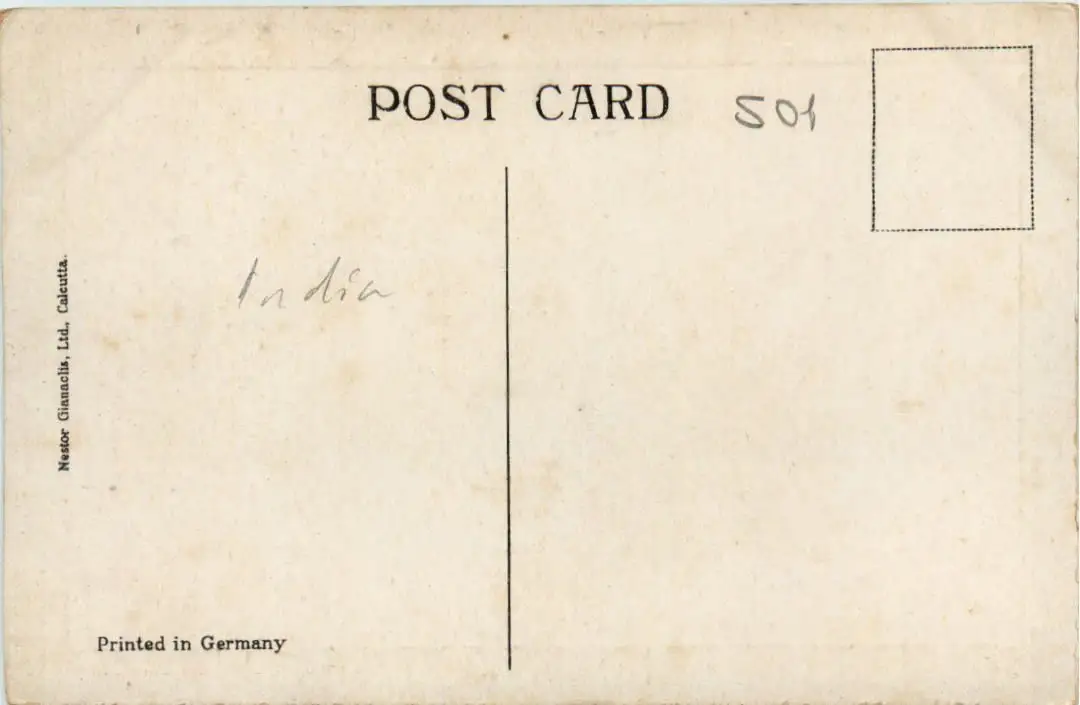 POST CARD
501
India
Nestor Gianaclis, Ltd., Calcutta.
Printed in Germany